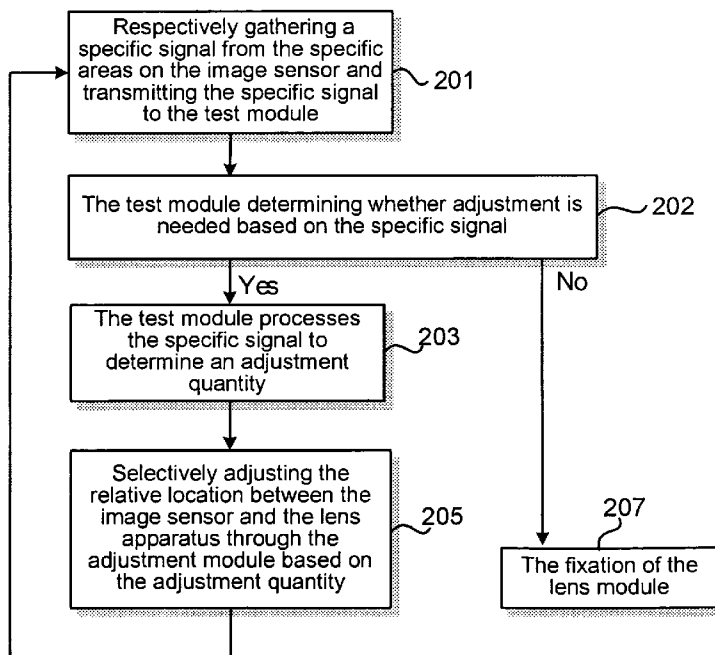 Respectively gathering a
specific signal from the specific
areas on the image sensor and
transmitting the specific signal
to the test module
201
The test module determining whether adjustment is
needed based on the specific signal
202
Yes
No
The test module processes
the specific signal to
determine an adjustment
quantity
203
Selectively adjusting the
relative location between the
image sensor and the lens
apparatus through the
adjustment module based on
the adjustment quantity
205
207
The fixation of the
lens module